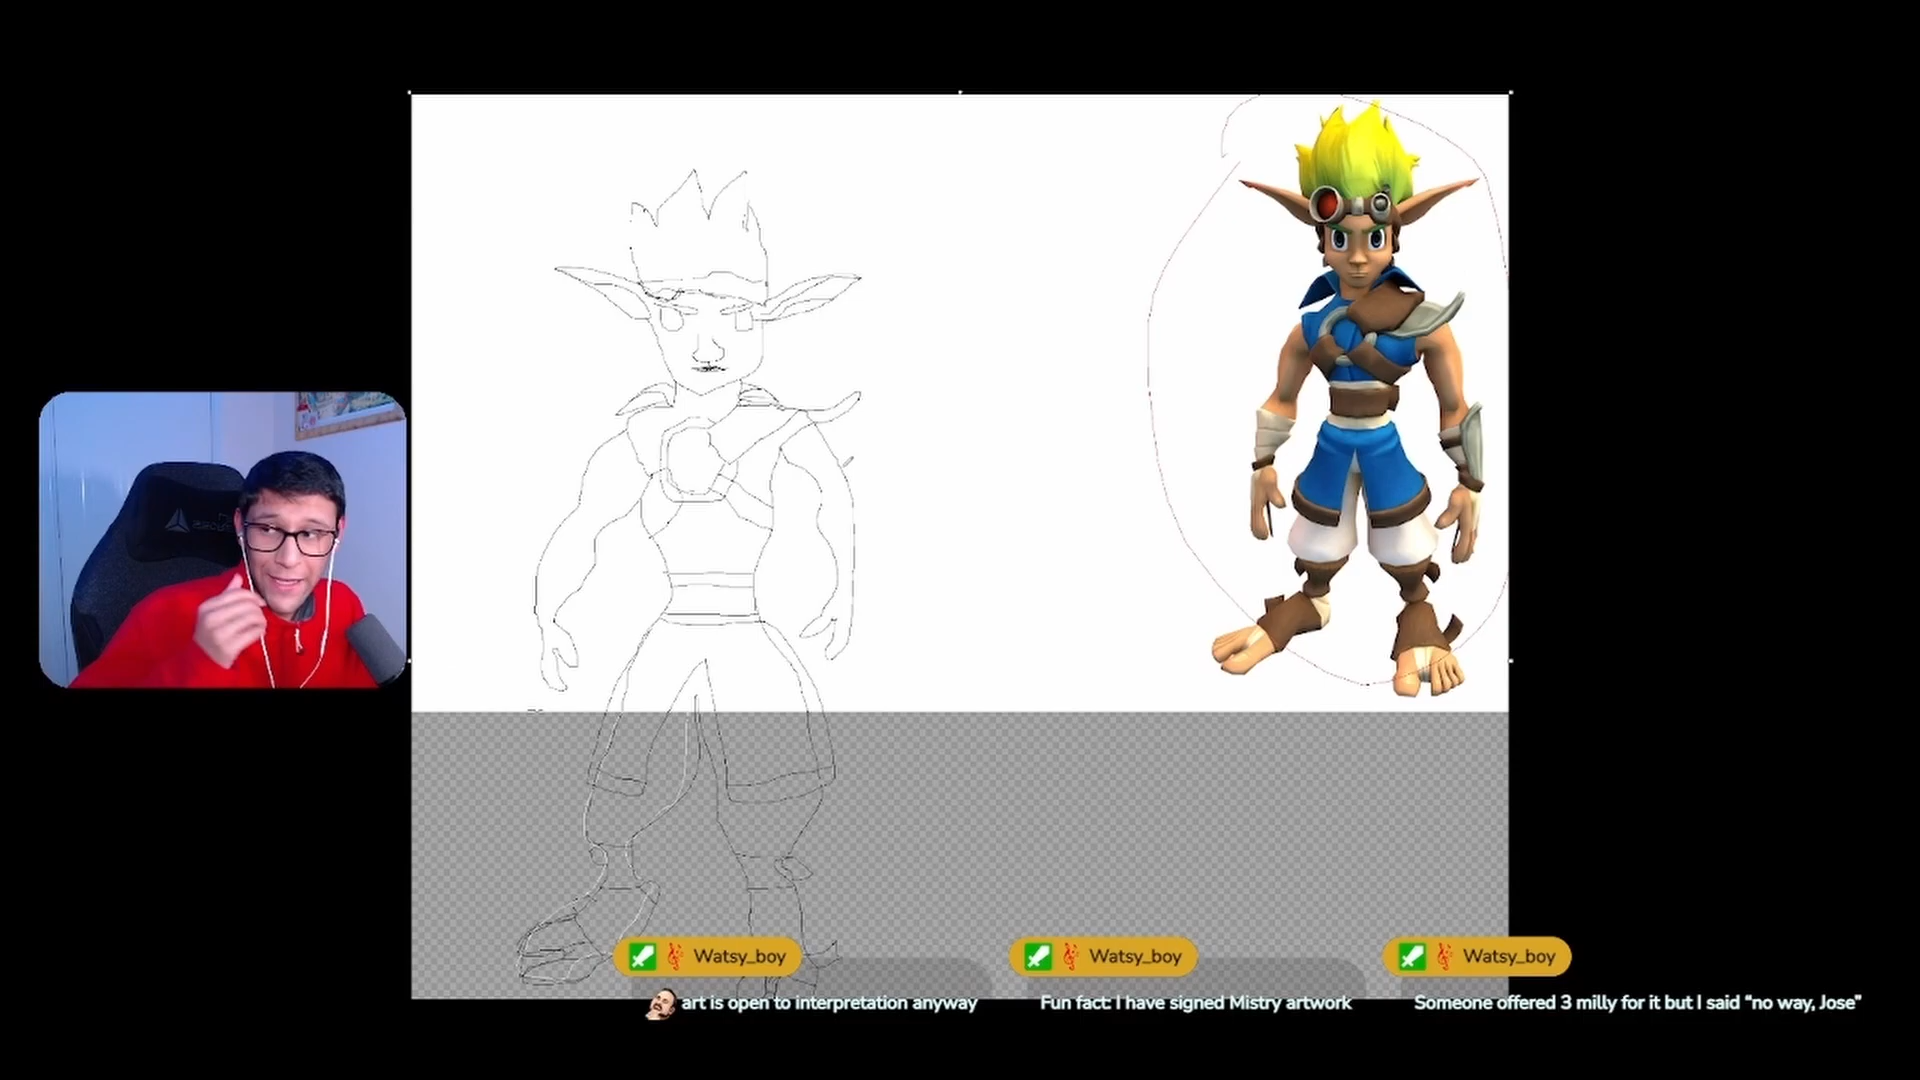 Watsy_boy
art is open to interpretation anyway
Watsy_boy
Fun fact: I have signed Mistry artwork
Watsy_boy
Someone offered 3 milly for it but I said “no way, Jose”